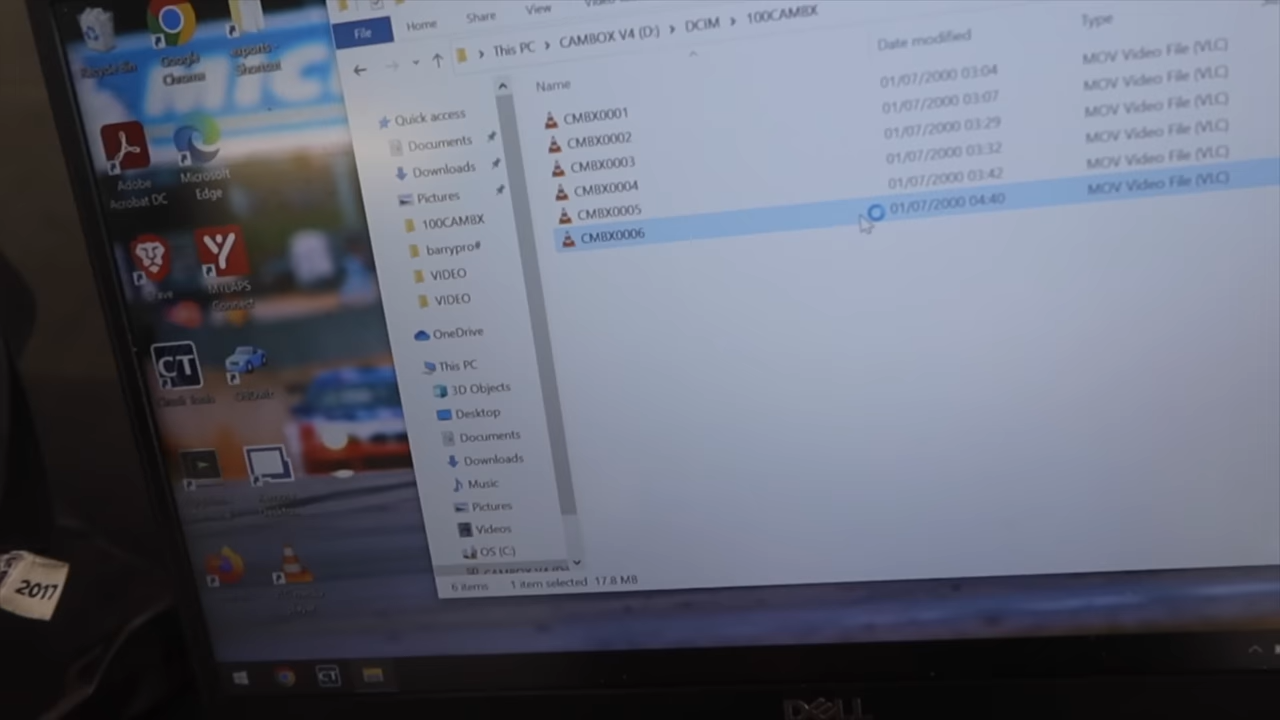 Recycle Bin
Google
Chrome
exports -
Shortcut
Adobe
Acrobat DC
Microsoft
Edge
MYLAPS
Connect
CT
2017
File
Home
Share
View
This PC > CAMBOX V4 (D:) > DCIM > 100CAMBX
Name
Date modified
Type
CMBX0001 01/07/2000 03:04 MOV Video File (VLC)
CMBX0002 01/07/2000 03:07 MOV Video File (VLC)
CMBX0003 01/07/2000 03:29 MOV Video File (VLC)
CMBX0004 01/07/2000 03:32 MOV Video File (VLC)
CMBX0005 01/07/2000 03:42 MOV Video File (VLC)
CMBX0006 01/07/2000 04:40 MOV Video File (VLC)
Quick access
Documents
Downloads
Pictures
100CAMBX
barrypro#
VIDEO
VIDEO
OneDrive
This PC
3D Objects
Desktop
Documents
Downloads
Music
Pictures
Videos
OS (C:)
6 items 1 item selected 17.8 MB
CT
DELL